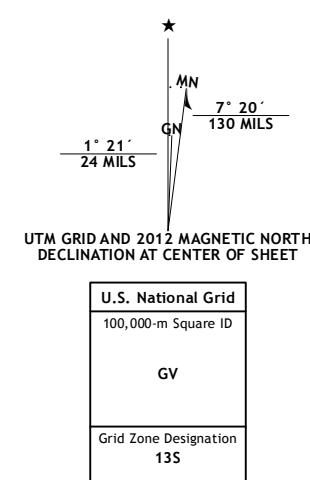 MN
GN
7° 20´
130 MILS
1° 21´
24 MILS
UTM GRID AND 2012 MAGNETIC NORTH
DECLINATION AT CENTER OF SHEET
U.S. National Grid
100,000-m Square ID
GV
Grid Zone Designation
13S